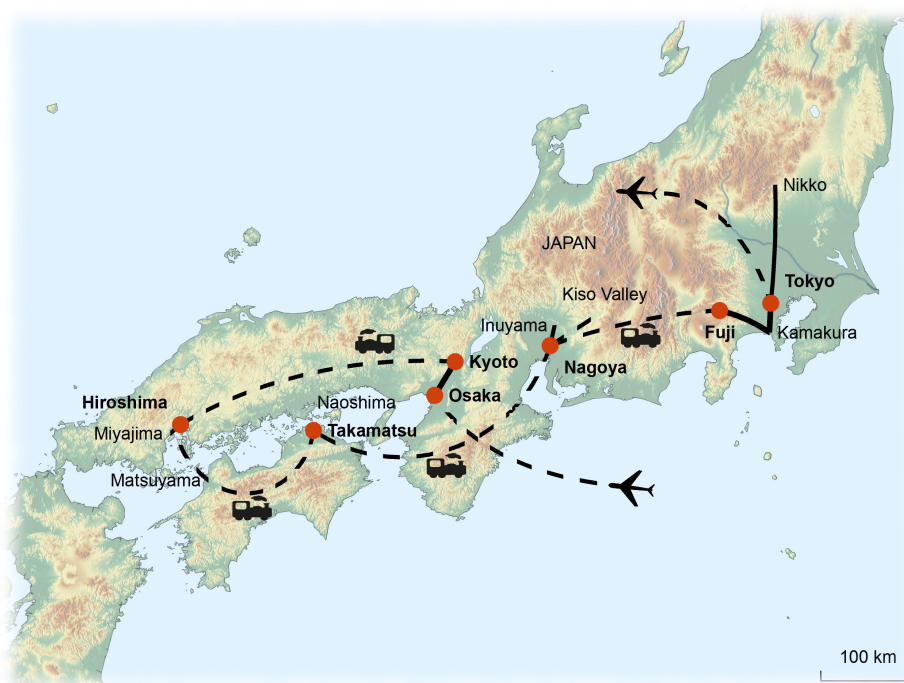 Nikko
JAPAN
Tokyo
Kiso Valley
Inuyama
Fuji
Kamakura
Kyoto
Nagoya
Osaka
Hiroshima
Naoshima
Miyajima
Takamatsu
Matsuyama
100 km